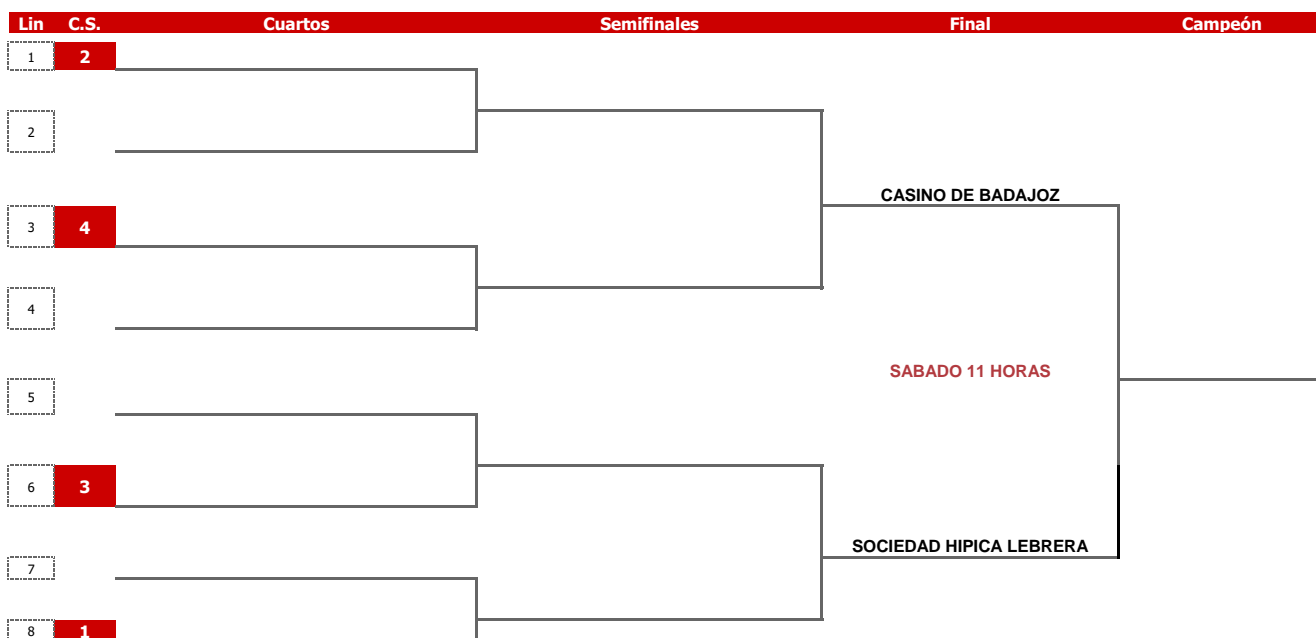 Lin C.S. Cuartos Semifinales Final Campeón
1 2
2
CASINO DE BADAJOZ
3 4
4
SABADO 11 HORAS
5
6 3
SOCIEDAD HIPICA LEBRERA
7
8 1